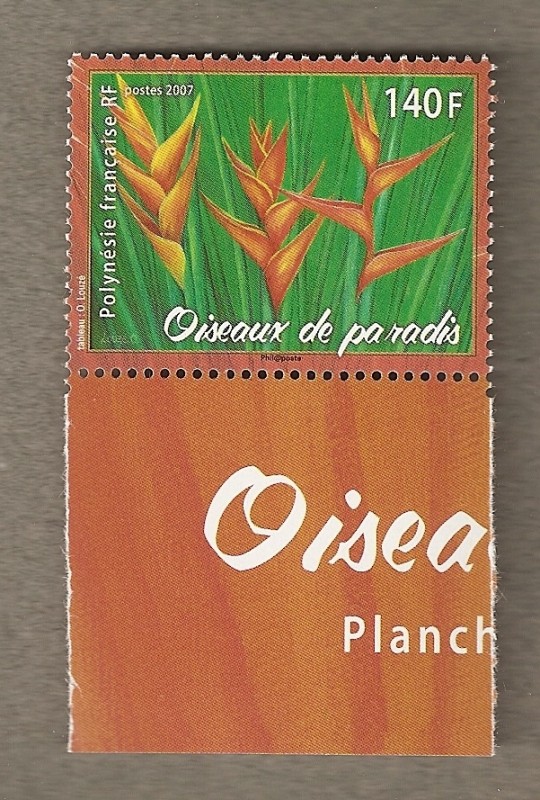 postes 2007
140F
Polynésie française RF
tableau : O. Louzé
Oiseaux de paradis
Phil@poste
Oisea
Planch